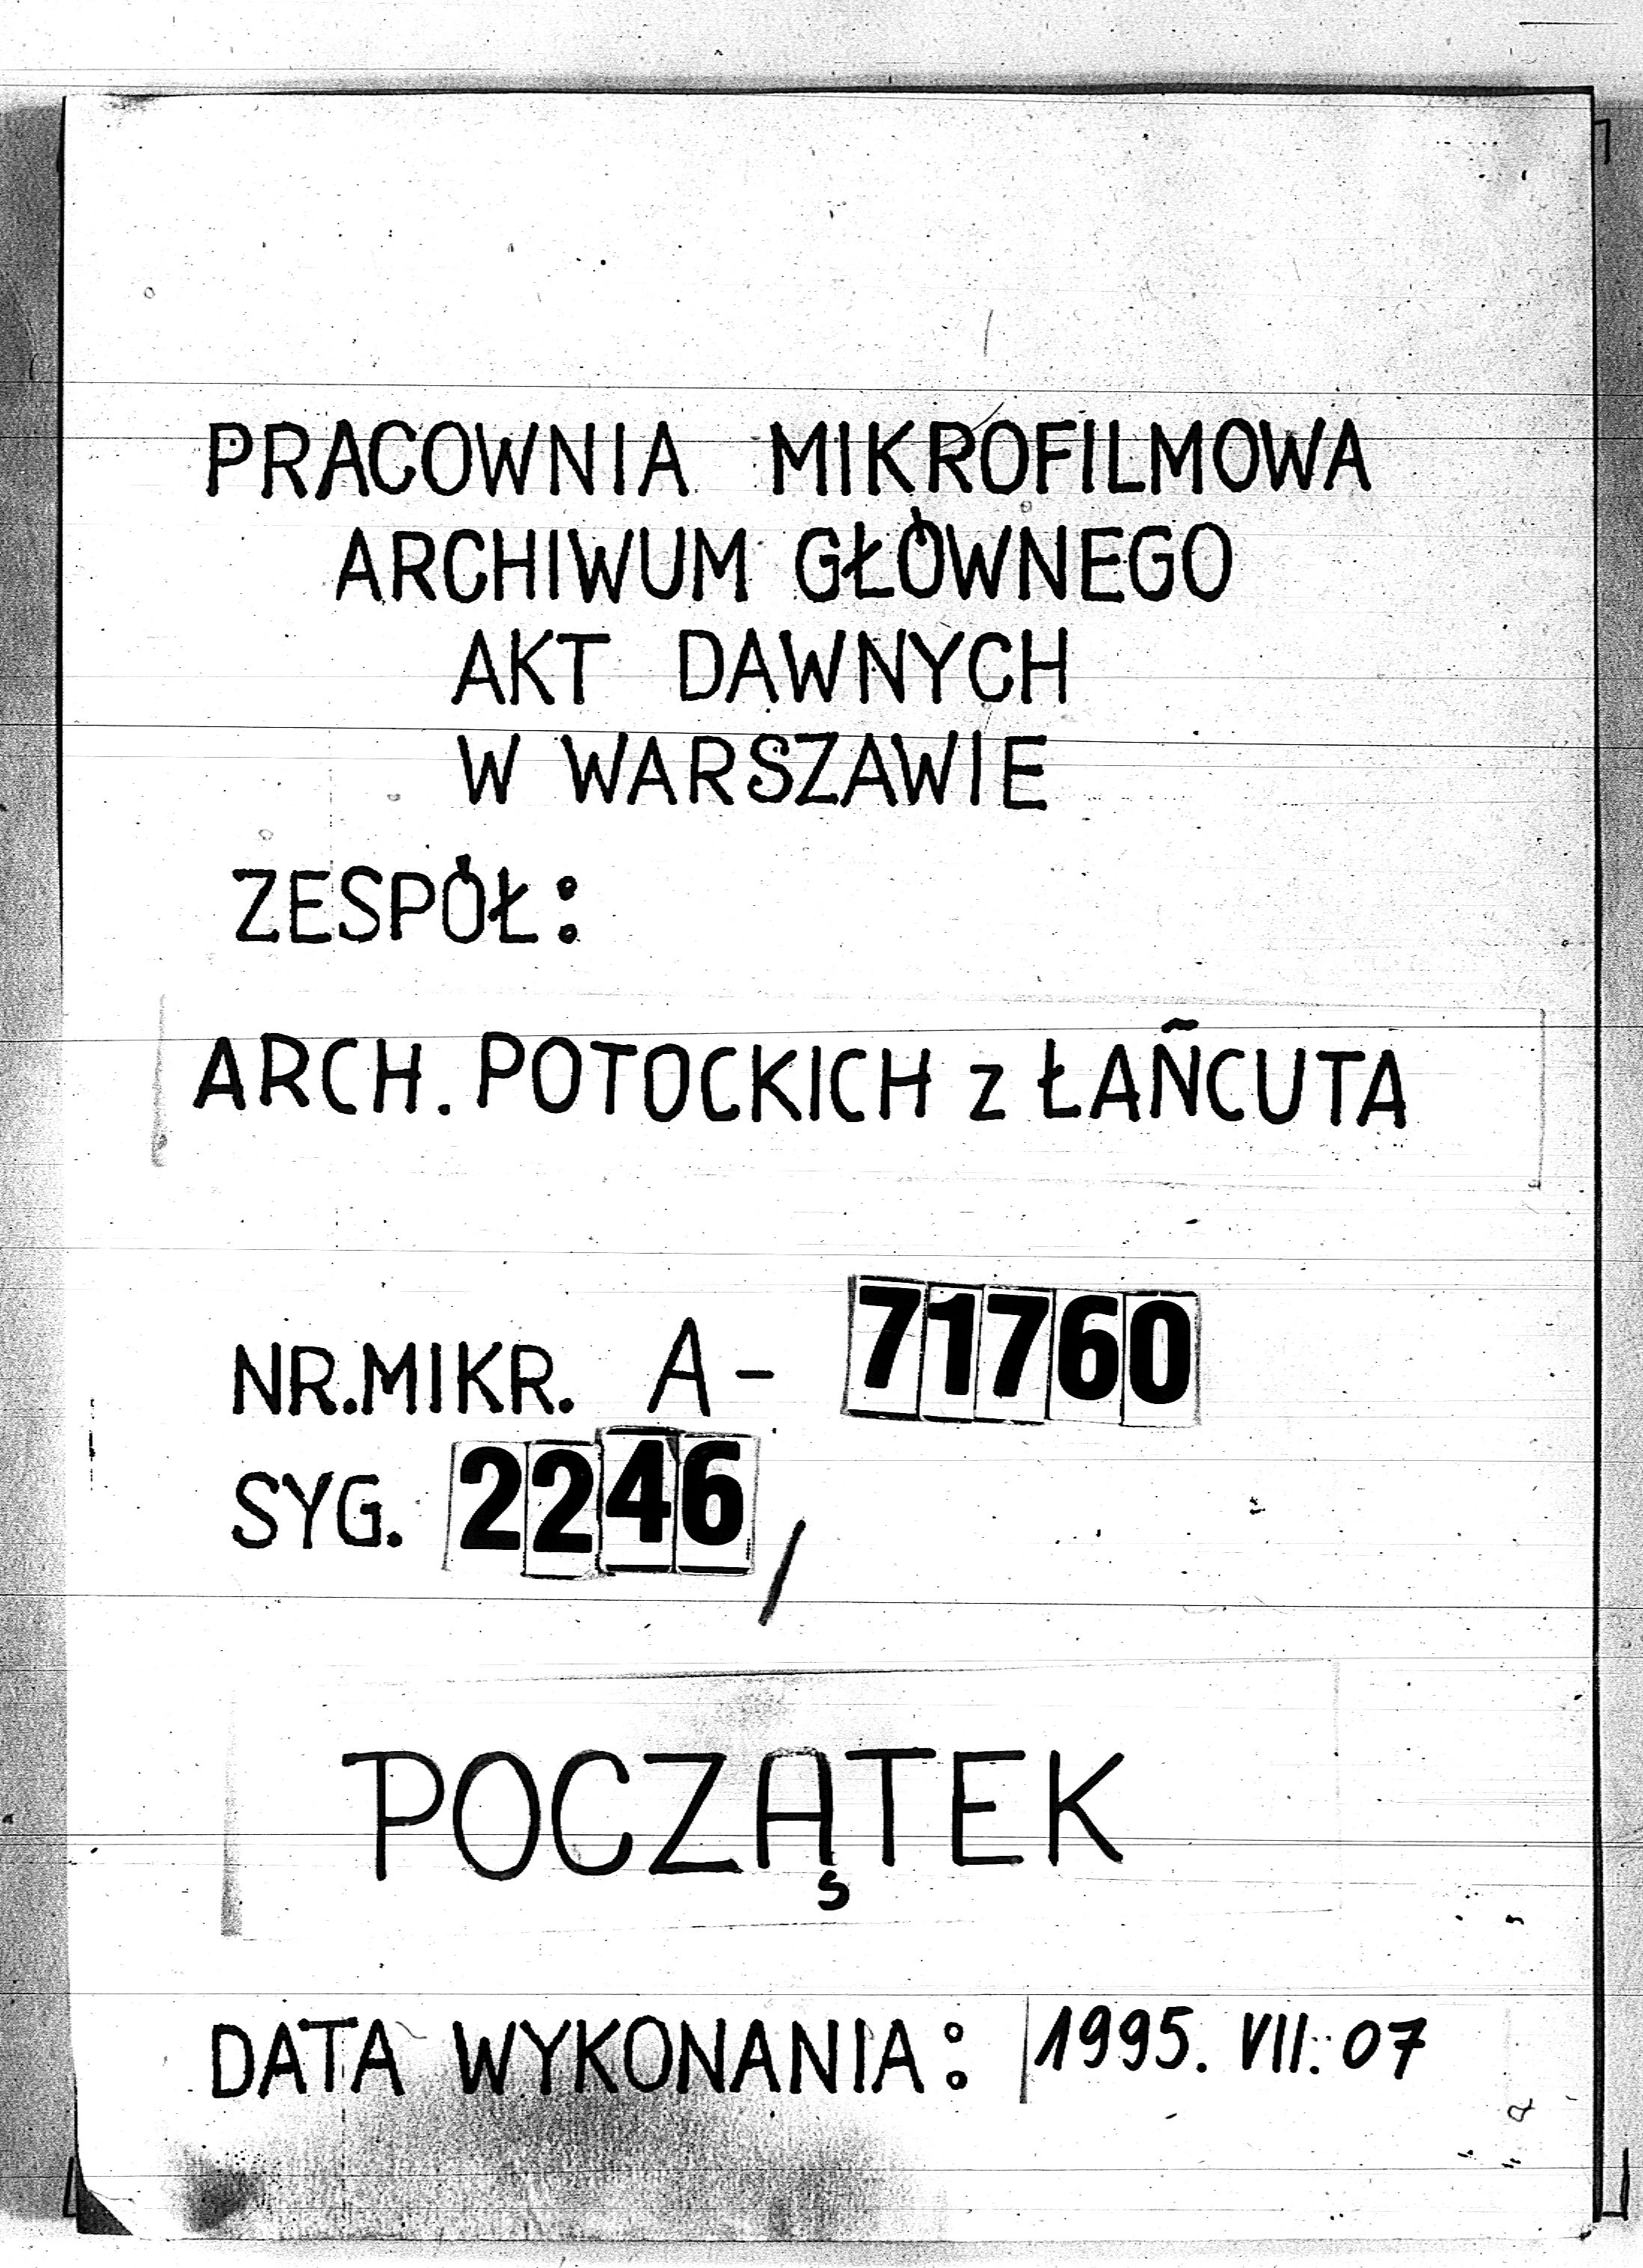 PRACOWNIA MIKROFILMOWA
ARCHIWUM GŁÓWNEGO
AKT DAWNYCH
W WARSZAWIE
ZESPÓŁ:
ARCH. POTOCKICH z ŁAŃCUTA
NR.MIKR. A- 71760
SYG. 2246/
POCZĄTEK
DATA WYKONANIA: 1995. VII. 07